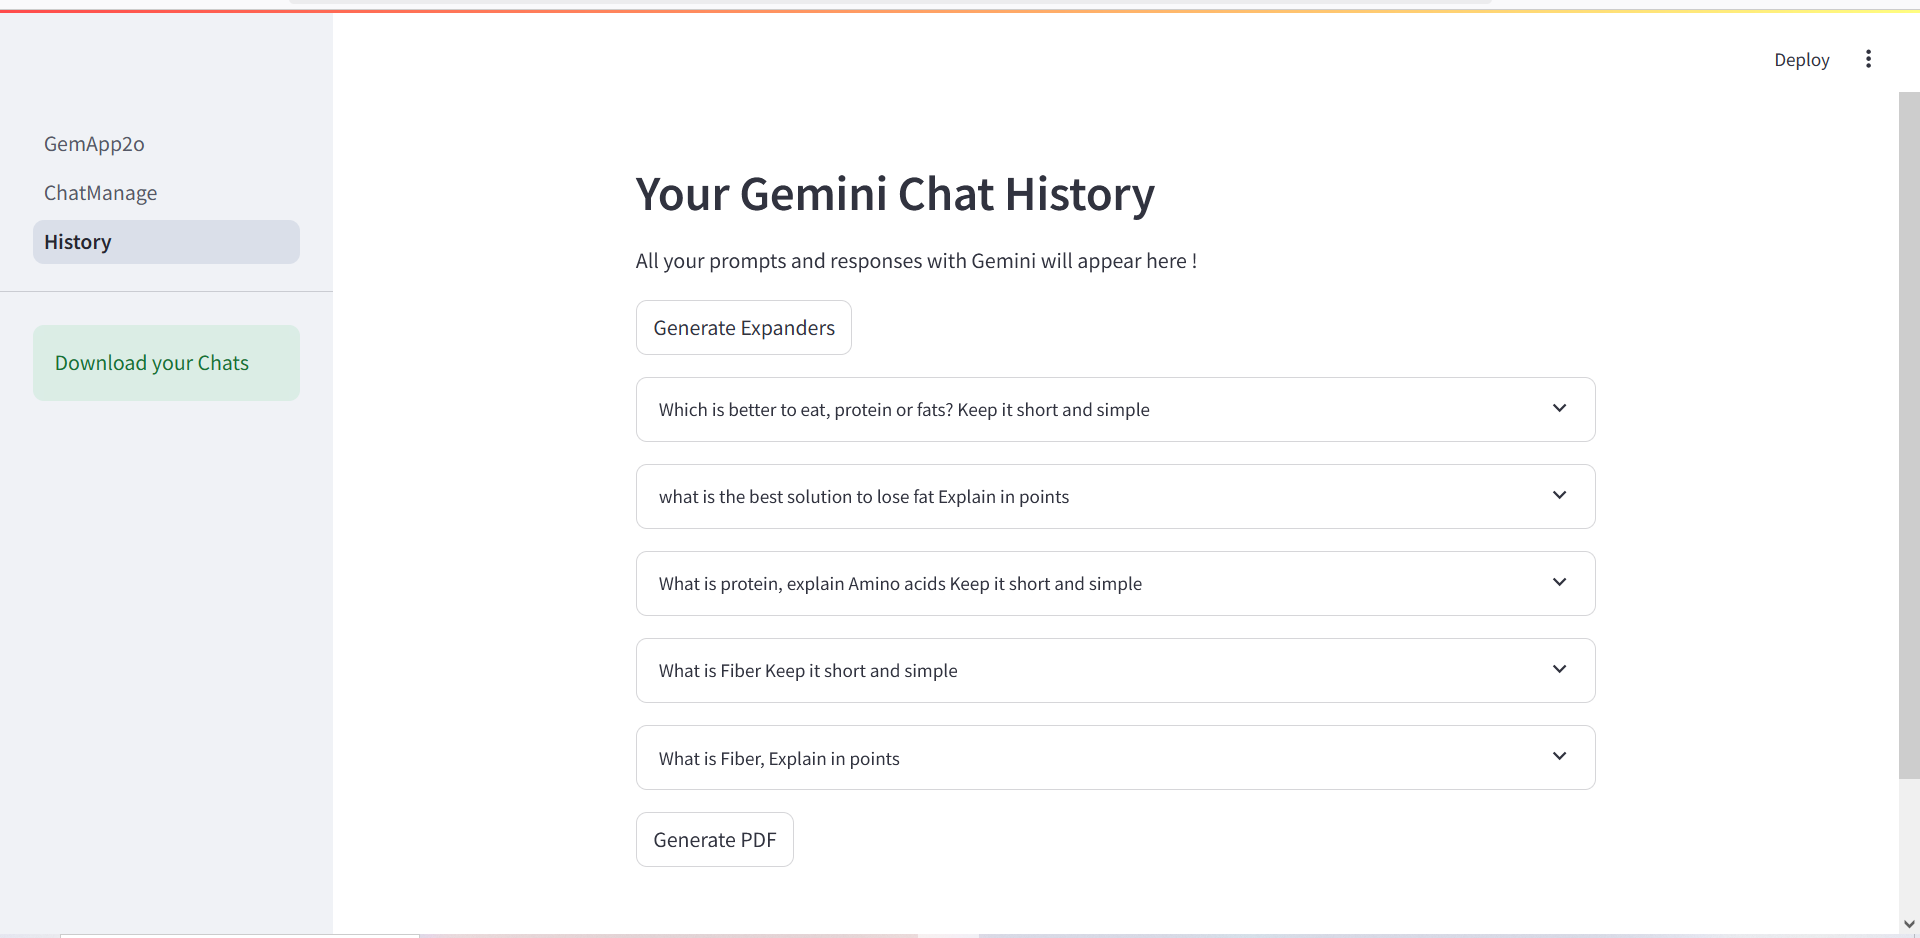 Deploy
GemApp2o
ChatManage
History
Download your Chats
Your Gemini Chat History
All your prompts and responses with Gemini will appear here !
Generate Expanders
Which is better to eat, protein or fats? Keep it short and simple
what is the best solution to lose fat Explain in points
What is protein, explain Amino acids Keep it short and simple
What is Fiber Keep it short and simple
What is Fiber, Explain in points
Generate PDF